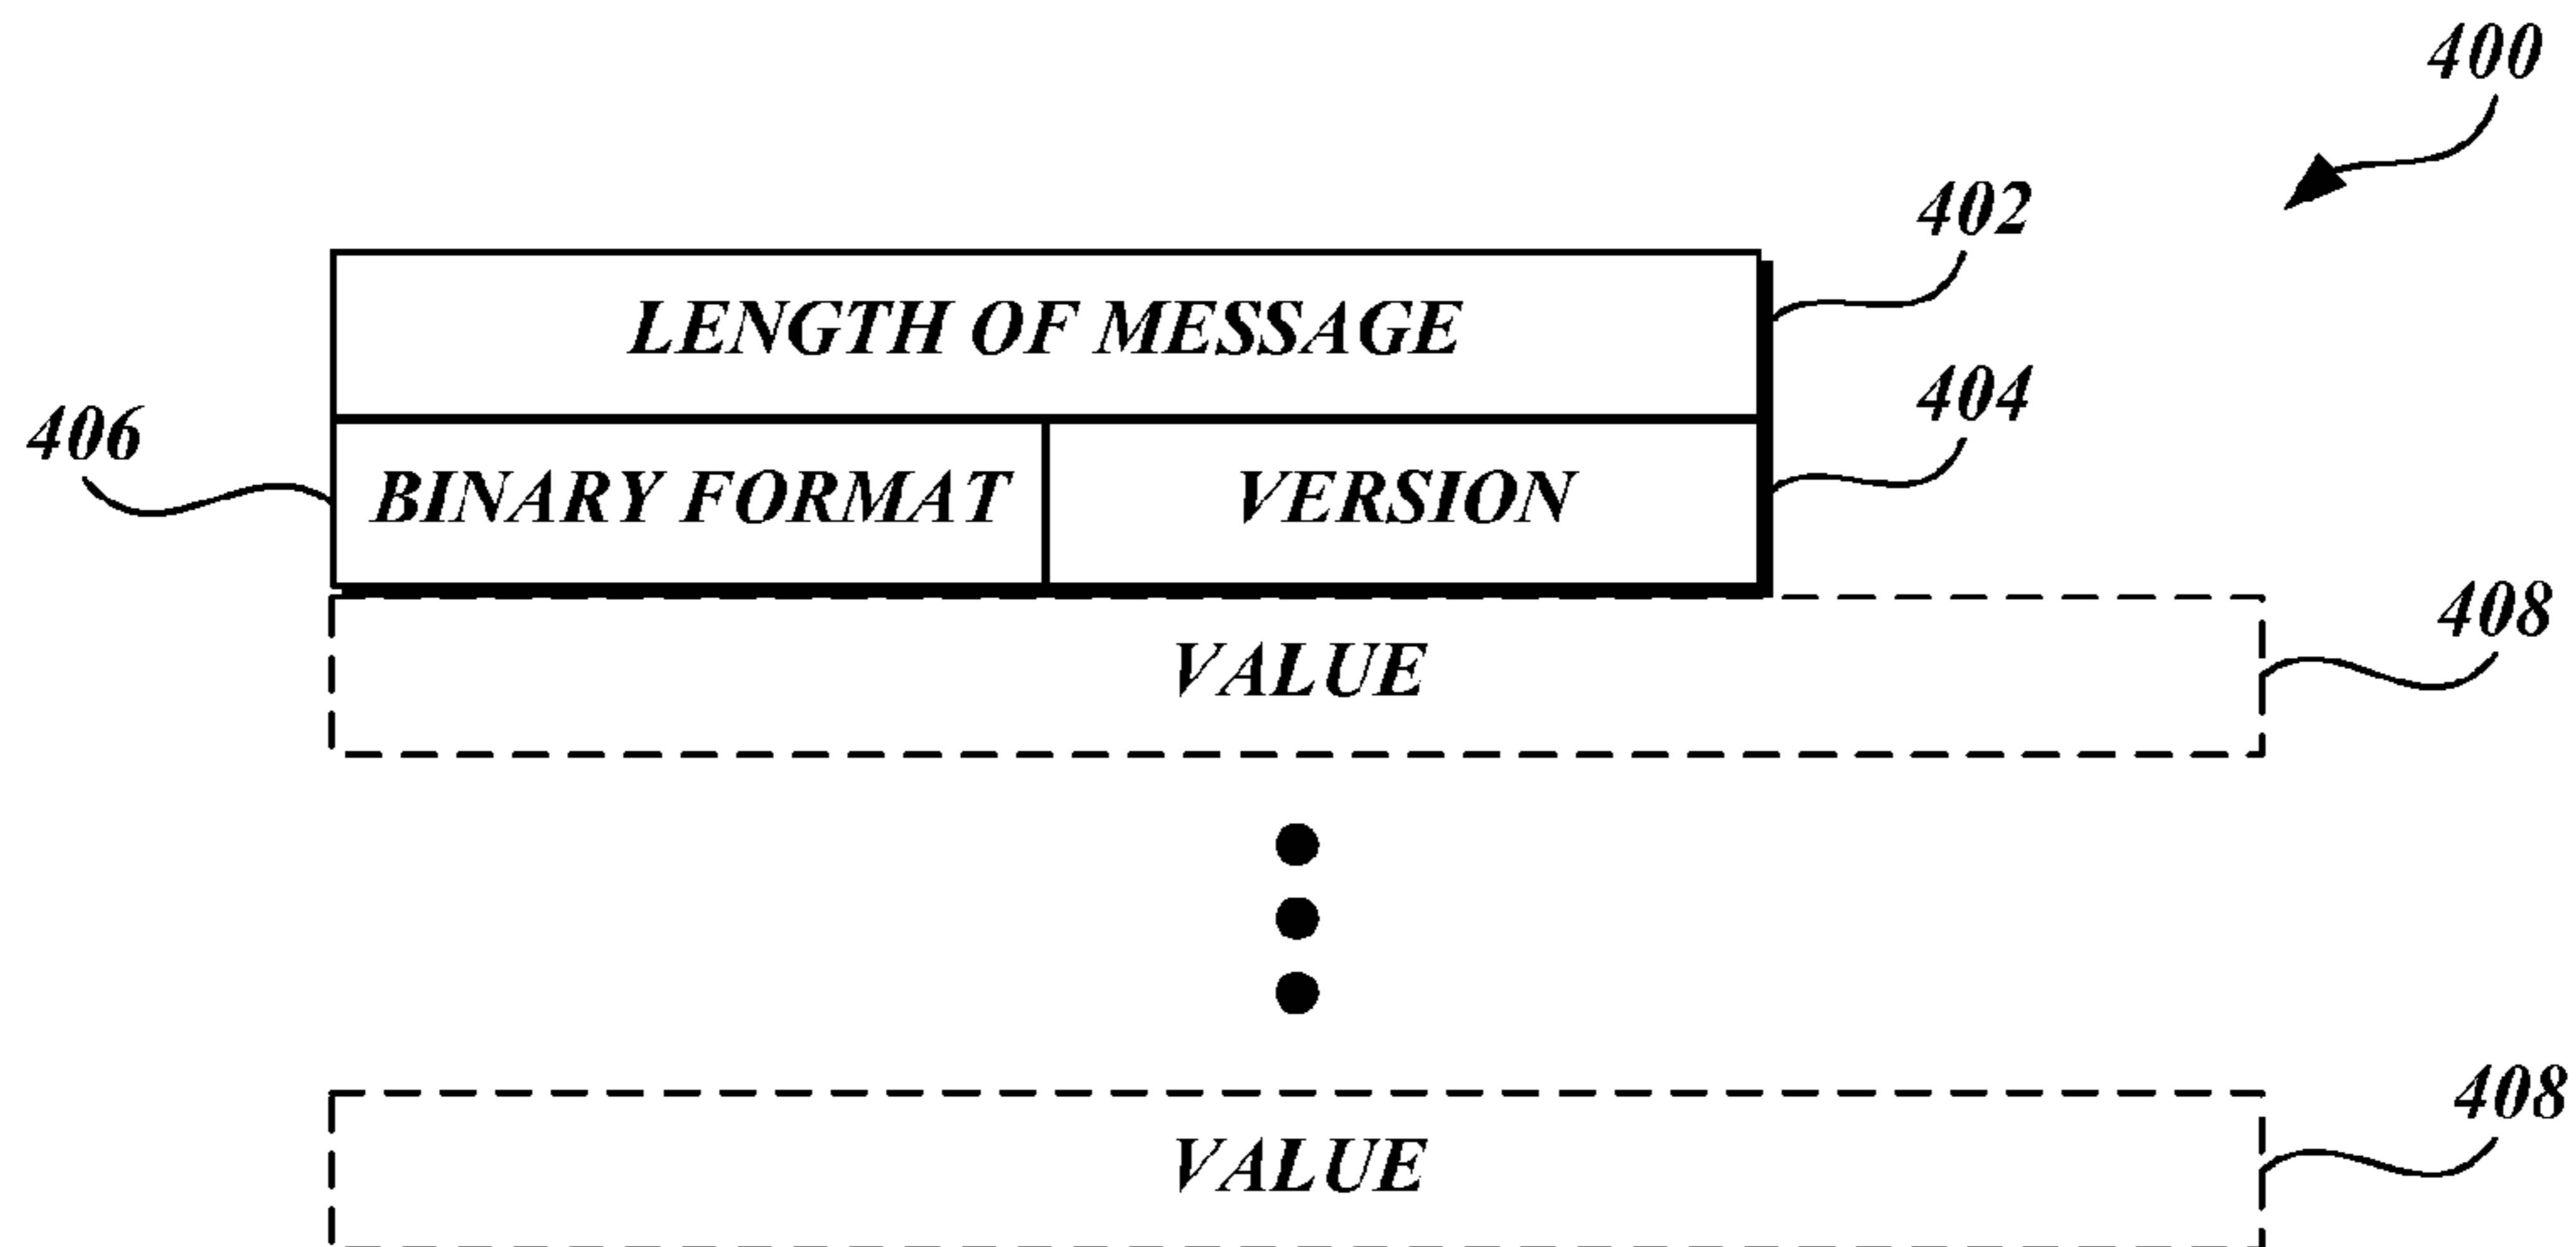 400
402
LENGTH OF MESSAGE
404
406
BINARY FORMAT
VERSION
408
VALUE
408
VALUE